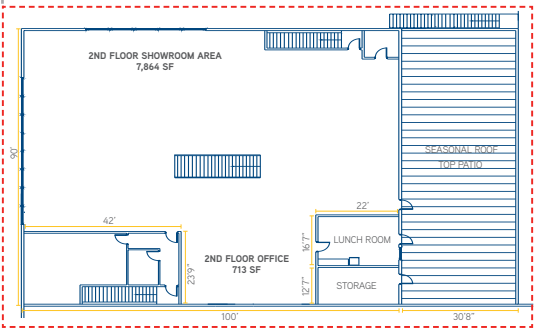 2ND FLOOR SHOWROOM AREA
7,864 SF
SEASONAL ROOF
TOP PATIO
90'
22'
42'
16'7"
LUNCH ROOM
2ND FLOOR OFFICE
713 SF
23'9"
12'7"
STORAGE
100'
30'8"